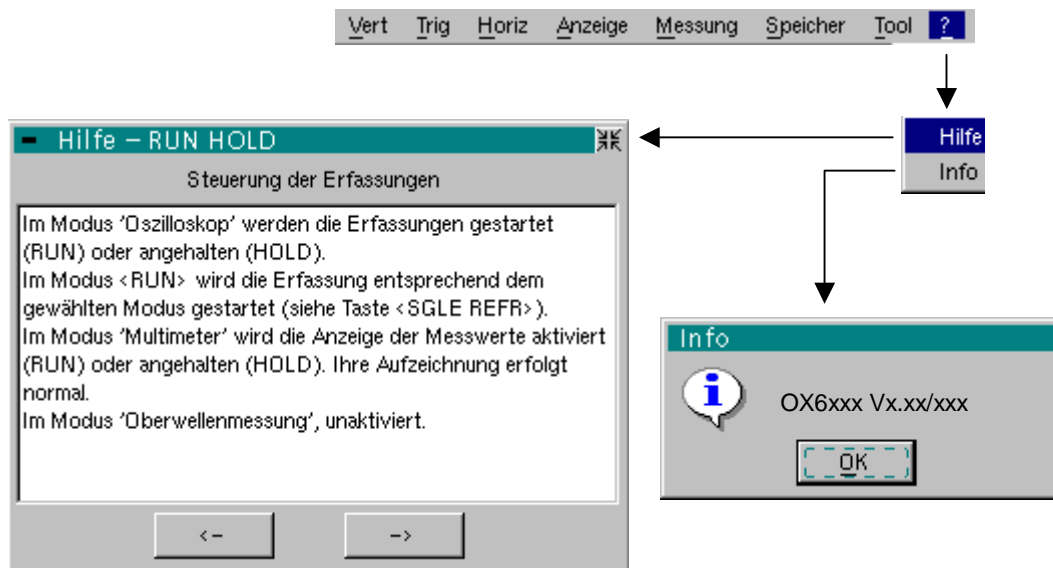 Vert Trig Horiz Anzeige Messung Speicher Tool ?
Hilfe
Info
Hilfe – RUN HOLD
Steuerung der Erfassungen
Im Modus 'Oszilloskop' werden die Erfassungen gestartet
(RUN) oder angehalten (HOLD).
Im Modus <RUN> wird die Erfassung entsprechend dem
gewählten Modus gestartet (siehe Taste <SGLE REFR>).
Im Modus 'Multimeter' wird die Anzeige der Messwerte aktiviert
(RUN) oder angehalten (HOLD). Ihre Aufzeichnung erfolgt
normal.
Im Modus 'Oberwellenmessung', unaktiviert.
<– –>
Info
i
OX6xxx Vx.xx/xxx
OK